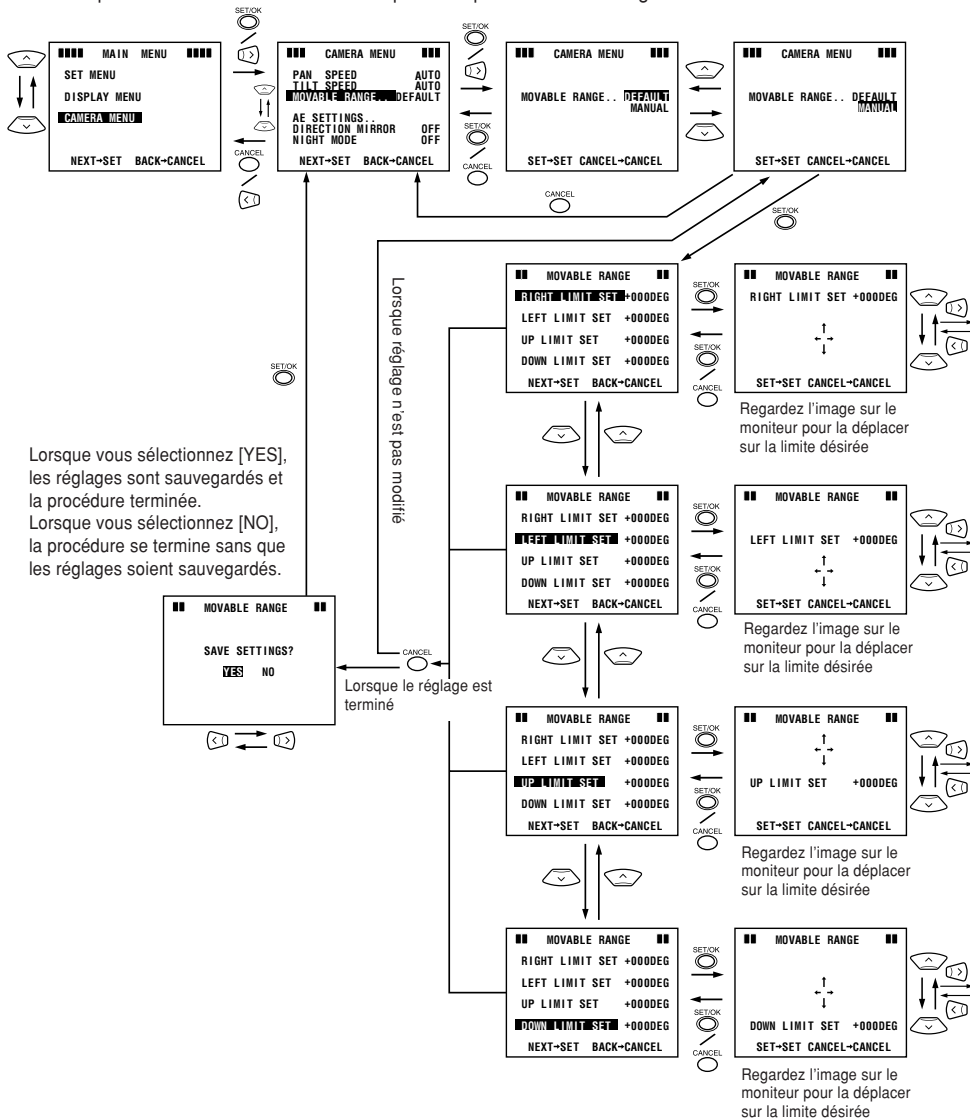 SET/OK
MAIN MENU
SET MENU
DISPLAY MENU
CAMERA MENU
NEXT→SET BACK→CANCEL
CANCEL
CAMERA MENU
PAN SPEED AUTO
TILT SPEED AUTO
MOVABLE RANGE.. DEFAULT
AE SETTINGS..
DIRECTION MIRROR OFF
NIGHT MODE OFF
NEXT→SET BACK→CANCEL
SET/OK
SET/OK
CANCEL
CAMERA MENU
MOVABLE RANGE.. DEFAULT
MANUAL
SET→SET CANCEL→CANCEL
CAMERA MENU
MOVABLE RANGE.. DEFAULT
MANUAL
SET→SET CANCEL→CANCEL
CANCEL
SET/OK
Lorsque réglage n'est pas modifié
SET/OK
MOVABLE RANGE
RIGHT LIMIT SET +000DEG
LEFT LIMIT SET +000DEG
UP LIMIT SET +000DEG
DOWN LIMIT SET +000DEG
NEXT→SET BACK→CANCEL
SET/OK
SET/OK
CANCEL
MOVABLE RANGE
RIGHT LIMIT SET +000DEG
SET→SET CANCEL→CANCEL
Regardez l'image sur le
moniteur pour la déplacer
sur la limite désirée
Lorsque vous sélectionnez [YES],
les réglages sont sauvegardés et
la procédure terminée.
Lorsque vous sélectionnez [NO],
la procédure se termine sans que
les réglages soient sauvegardés.
MOVABLE RANGE
RIGHT LIMIT SET +000DEG
LEFT LIMIT SET +000DEG
UP LIMIT SET +000DEG
DOWN LIMIT SET +000DEG
NEXT→SET BACK→CANCEL
SET/OK
SET/OK
CANCEL
MOVABLE RANGE
LEFT LIMIT SET +000DEG
SET→SET CANCEL→CANCEL
Regardez l'image sur le
moniteur pour la déplacer
sur la limite désirée
MOVABLE RANGE
SAVE SETTINGS?
YES NO
CANCEL
Lorsque le réglage est
terminé
MOVABLE RANGE
RIGHT LIMIT SET +000DEG
LEFT LIMIT SET +000DEG
UP LIMIT SET +000DEG
DOWN LIMIT SET +000DEG
NEXT→SET BACK→CANCEL
SET/OK
SET/OK
CANCEL
MOVABLE RANGE
UP LIMIT SET +000DEG
SET→SET CANCEL→CANCEL
Regardez l'image sur le
moniteur pour la déplacer
sur la limite désirée
MOVABLE RANGE
RIGHT LIMIT SET +000DEG
LEFT LIMIT SET +000DEG
UP LIMIT SET +000DEG
DOWN LIMIT SET +000DEG
NEXT→SET BACK→CANCEL
SET/OK
SET/OK
CANCEL
MOVABLE RANGE
DOWN LIMIT SET +000DEG
SET→SET CANCEL→CANCEL
Regardez l'image sur le
moniteur pour la déplacer
sur la limite désirée